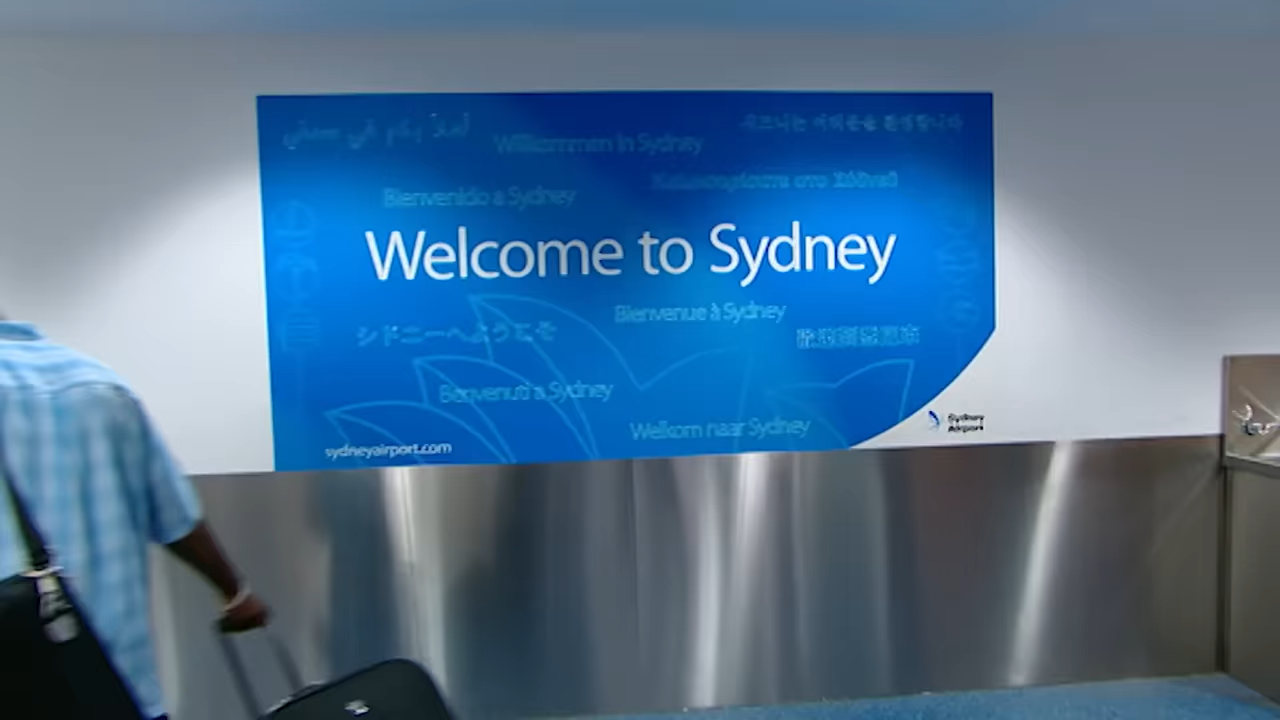 Willkommen in Sydney
Bienvenido a Sydney
Welcome to Sydney
Bienvenue à Sydney
シドニーへようこそ
Benvenuti a Sydney
Welkom naar Sydney
sydneyairport.com
Sydney
Airport